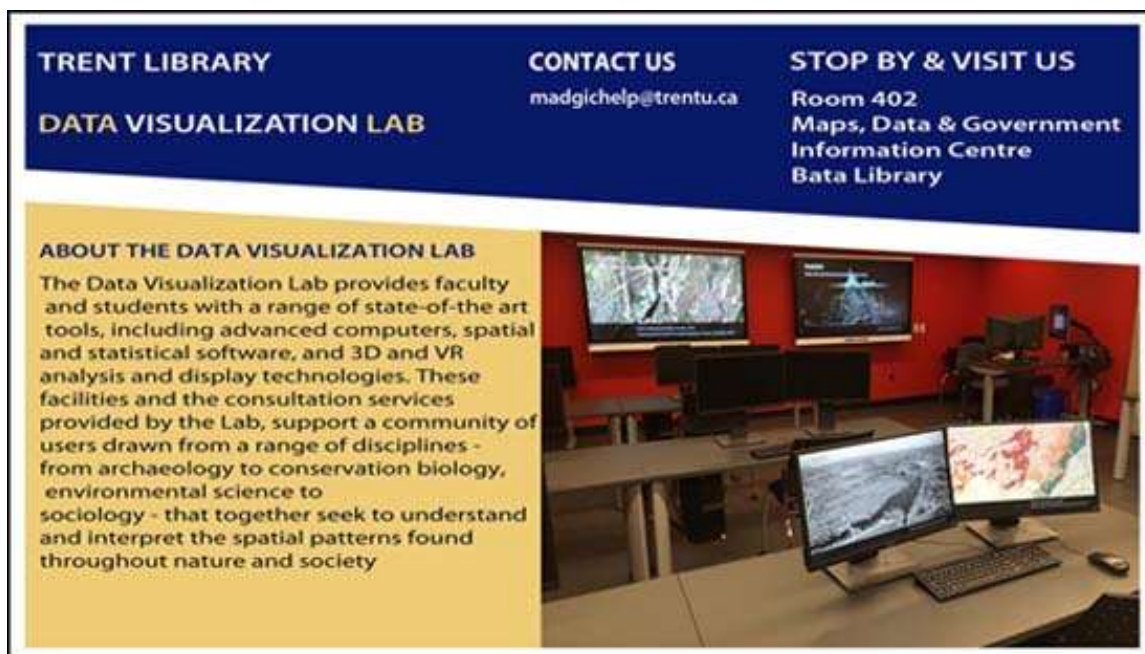 TRENT LIBRARY
DATA VISUALIZATION LAB
CONTACT US
madgichelp@trentu.ca
STOP BY & VISIT US
Room 402
Maps, Data & Government
Information Centre
Bata Library
ABOUT THE DATA VISUALIZATION LAB
The Data Visualization Lab provides faculty
and students with a range of state-of-the art
tools, including advanced computers, spatial
and statistical software, and 3D and VR
analysis and display technologies. These
facilities and the consultation services
provided by the Lab, support a community of
users drawn from a range of disciplines -
from archaeology to conservation biology,
environmental science to
sociology - that together seek to understand
and interpret the spatial patterns found
throughout nature and society